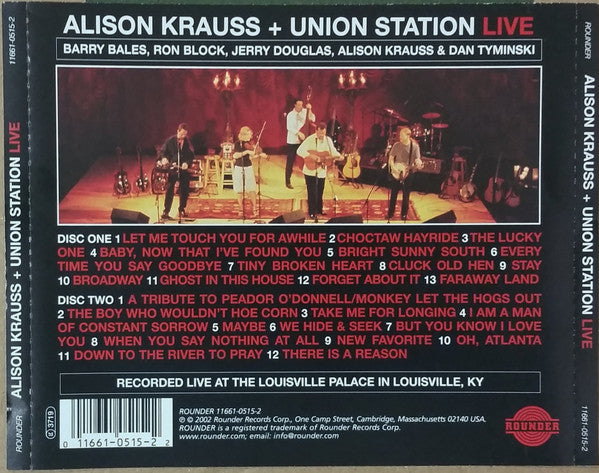 ALISON KRAUSS + UNION STATION LIVE
BARRY BALES, RON BLOCK, JERRY DOUGLAS, ALISON KRAUSS & DAN TYMINSKI
DISC ONE 1 LET ME TOUCH YOU FOR AWHILE 2 CHOCTAW HAYRIDE 3 THE LUCKY
ONE 4 BABY, NOW THAT I'VE FOUND YOU 5 BRIGHT SUNNY SOUTH 6 EVERY
TIME YOU SAY GOODBYE 7 TINY BROKEN HEART 8 CLUCK OLD HEN 9 STAY
10 BROADWAY 11 GHOST IN THIS HOUSE 12 FORGET ABOUT IT 13 FARAWAY LAND
DISC TWO 1 A TRIBUTE TO PEADOR O'DONNELL/MONKEY LET THE HOGS OUT
2 THE BOY WHO WOULDN'T HOE CORN 3 TAKE ME FOR LONGING 4 I AM A MAN
OF CONSTANT SORROW 5 MAYBE 6 WE HIDE & SEEK 7 BUT YOU KNOW I LOVE
YOU 8 WHEN YOU SAY NOTHING AT ALL 9 NEW FAVORITE 10 OH, ATLANTA
11 DOWN TO THE RIVER TO PRAY 12 THERE IS A REASON
RECORDED LIVE AT THE LOUISVILLE PALACE IN LOUISVILLE, KY
ROUNDER 11661-0515-2
℗ © 2002 Rounder Records Corp., One Camp Street, Cambridge, Massachusetts 02140 USA.
ROUNDER is a registered trademark of Rounder Records Corp.
www.rounder.com; email: info@rounder.com
3719
0 11661-0515-2 2
ROUNDER
11661-0515-2
ALISON KRAUSS + UNION STATION LIVE
ROUNDER
ROUNDER
ALISON KRAUSS + UNION STATION LIVE
11661-0515-2